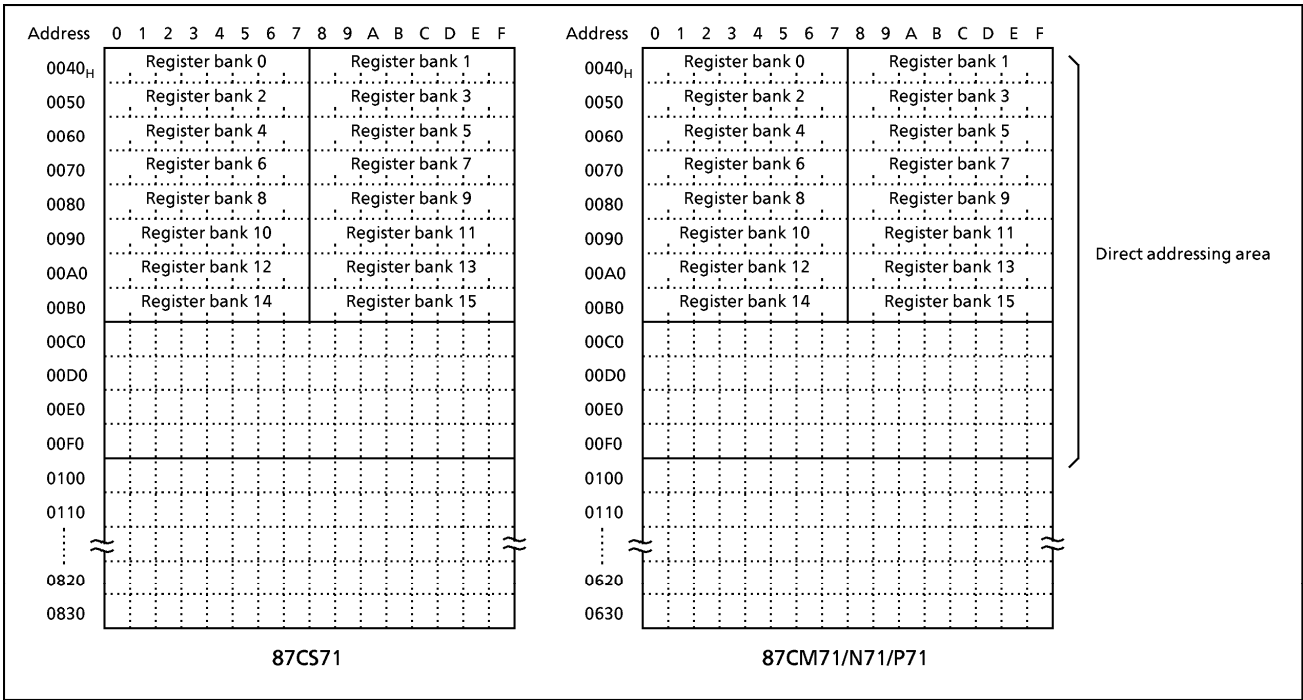 Address 0 1 2 3 4 5 6 7 8 9 A B C D E F
0040H Register bank 0 Register bank 1
0050 Register bank 2 Register bank 3
0060 Register bank 4 Register bank 5
0070 Register bank 6 Register bank 7
0080 Register bank 8 Register bank 9
0090 Register bank 10 Register bank 11
00A0 Register bank 12 Register bank 13
00B0 Register bank 14 Register bank 15
00C0
00D0
00E0
00F0
0100
0110
0820
0830
87CS71
Address 0 1 2 3 4 5 6 7 8 9 A B C D E F
0040H Register bank 0 Register bank 1
0050 Register bank 2 Register bank 3
0060 Register bank 4 Register bank 5
0070 Register bank 6 Register bank 7
0080 Register bank 8 Register bank 9
0090 Register bank 10 Register bank 11
00A0 Register bank 12 Register bank 13
00B0 Register bank 14 Register bank 15
00C0
00D0
00E0
00F0
0100
0110
0620
0630
87CM71/N71/P71
Direct addressing area